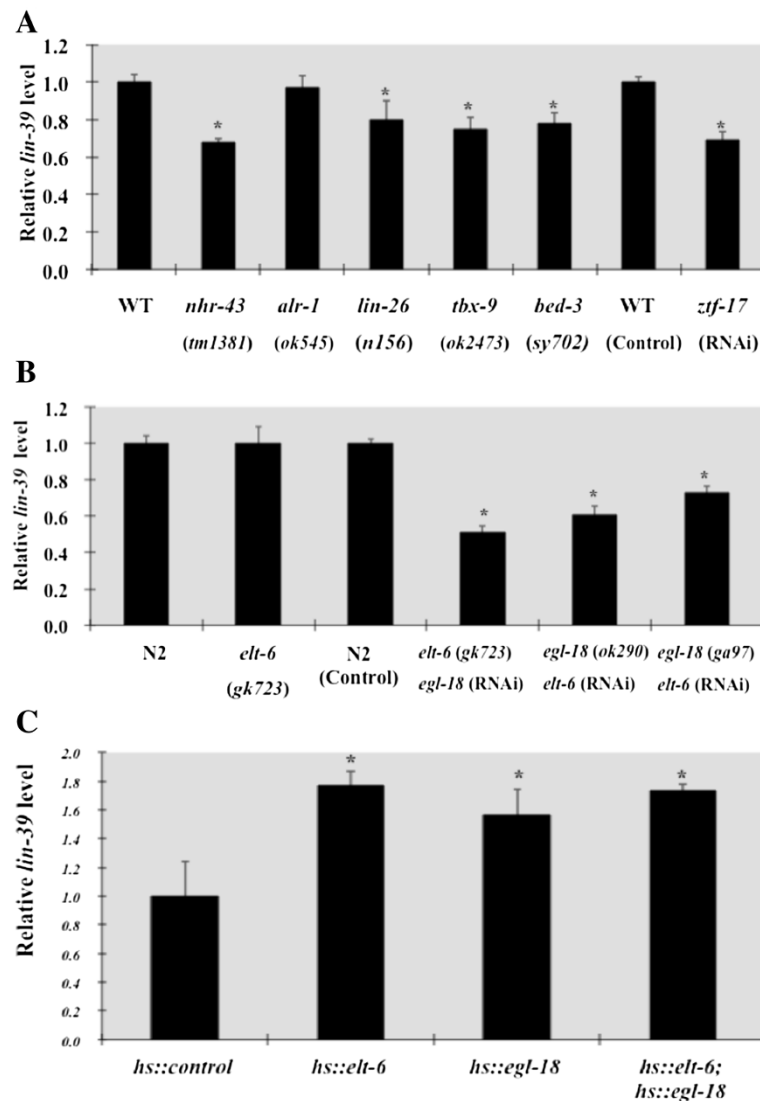 A
Relative lin-39 level
1.2
1.0
0.8
0.6
0.4
0.2
0.0
* * * * *
WT nhr-43 alr-1 lin-26 tbx-9 bed-3 WT ztf-17
(tm1381) (ok545) (n156) (ok2473) (sy702) (Control) (RNAi)
B
Relative lin-39 level
1.2
1.0
0.8
0.6
0.4
0.2
0.0
* * *
N2 elt-6 N2 elt-6 (gk723) egl-18 (ok290) egl-18 (ga97)
(gk723) (Control) egl-18 (RNAi) elt-6 (RNAi) elt-6 (RNAi)
C
Relative lin-39 level
2.0
1.8
1.6
1.4
1.2
1.0
0.8
0.6
0.4
0.2
0.0
* * *
hs::control hs::elt-6 hs::egl-18 hs::elt-6;
hs::egl-18